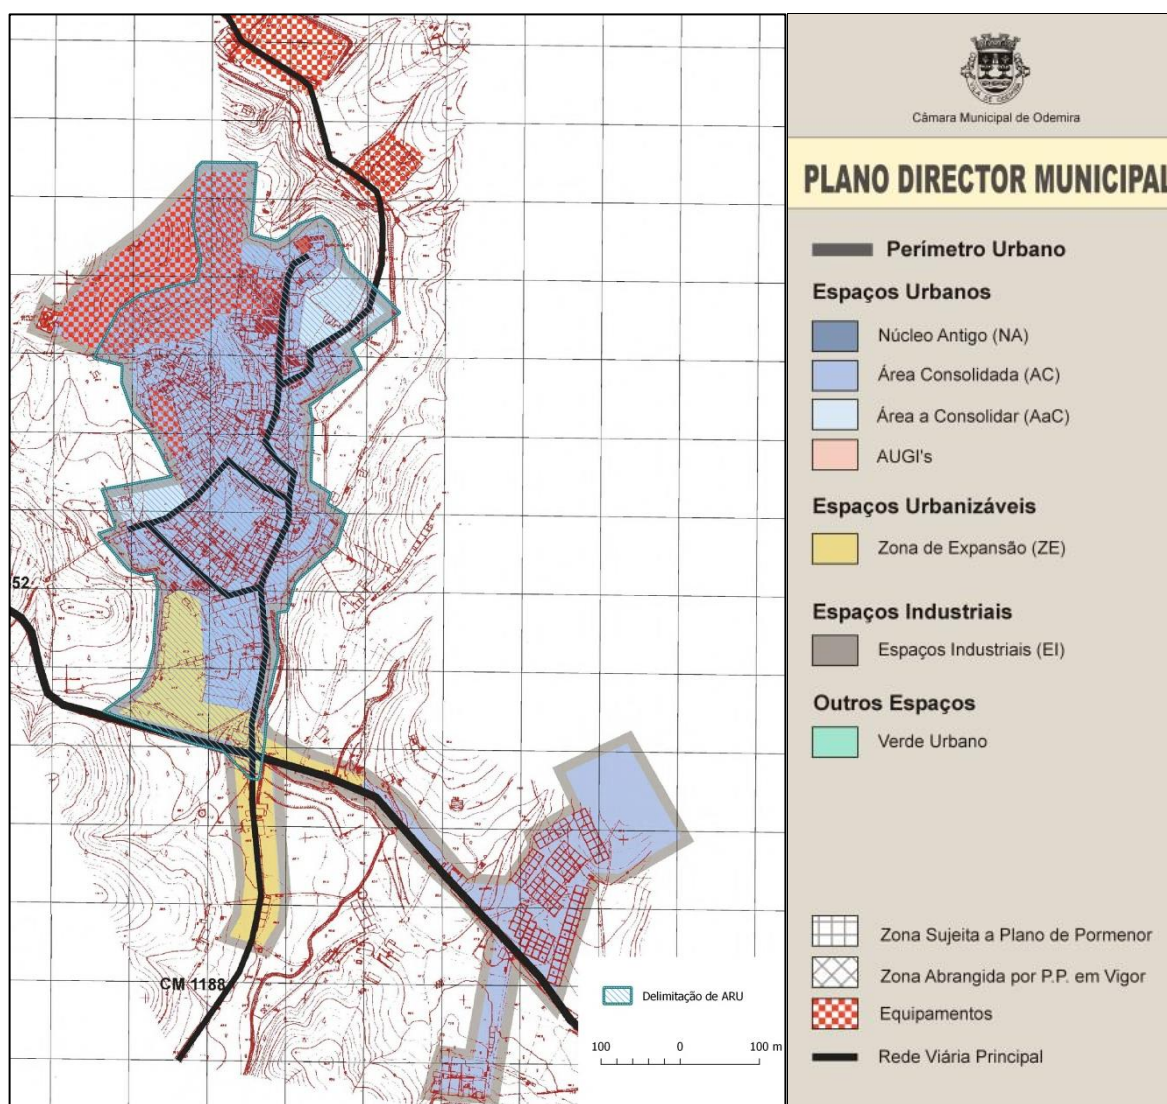 52
CM 1188
Delimitação de ARU
100 0 100 m
VILA DE ODEMIRA
Câmara Municipal de Odemira
PLANO DIRECTOR MUNICIPAL
Perímetro Urbano
Espaços Urbanos
Núcleo Antigo (NA)
Área Consolidada (AC)
Área a Consolidar (AaC)
AUGI's
Espaços Urbanizáveis
Zona de Expansão (ZE)
Espaços Industriais
Espaços Industriais (EI)
Outros Espaços
Verde Urbano
Zona Sujeita a Plano de Pormenor
Zona Abrangida por P.P. em Vigor
Equipamentos
Rede Viária Principal